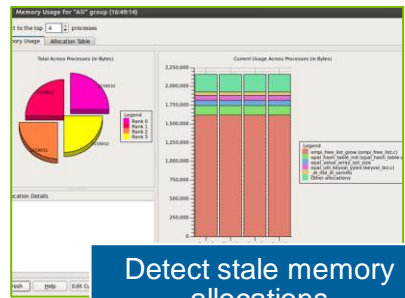 Memory Usage for "All" group (16:49:14)
t to the top 4 processes
ory Usage Allocation Table
Total Across Processes (in Bytes)
Current Usage Across Processes (in Bytes)
2,250,000
2,000,000
1,750,000
1,500,000
1,250,000
1,000,000
750,000
500,000
250,000
0
Legend
Rank 0
Rank 1
Rank 2
Rank 3
Legend
ompi_free_list_grow (ompi_free_list.c)
opal_hash_table_init (opal_hash_table.c
opal_value_array_set_size
Other allocations
ocation Details
resh Help Edit Cu
Detect stale memory
allocations